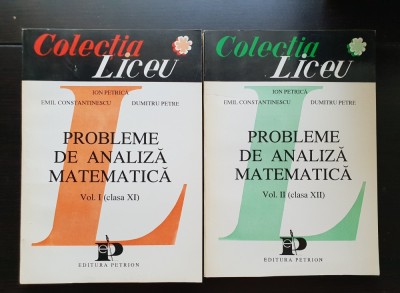 Colecția
Liceu
ION PETRICĂ
EMIL CONSTANTINESCU DUMITRU PETRE
PROBLEME
DE ANALIZĂ
MATEMATICĂ
Vol. I (clasa XI)
EDITURA PETRION
Colecția
Liceu
ION PETRICĂ
EMIL CONSTANTINESCU DUMITRU PETRE
PROBLEME
DE ANALIZĂ
MATEMATICĂ
Vol. II (clasa XII)
EDITURA PETRION